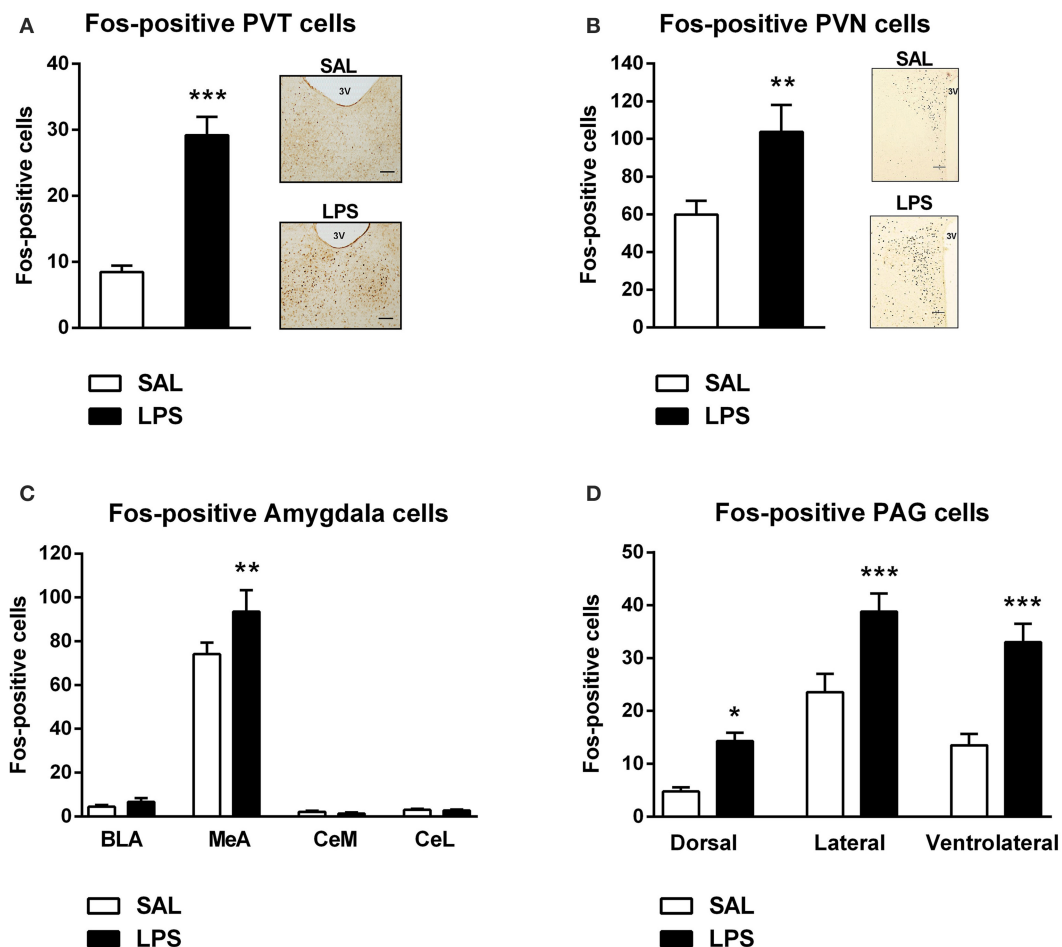 A
Fos-positive PVT cells
Fos-positive cells
40
30
20
10
0
***
SAL
3V
LPS
3V
SAL
LPS
B
Fos-positive PVN cells
Fos-positive cells
140
120
100
80
60
40
20
0
**
SAL
3V
LPS
3V
SAL
LPS
C
Fos-positive Amygdala cells
Fos-positive cells
120
100
80
60
40
20
0
**
BLA MeA CeM CeL
SAL
LPS
D
Fos-positive PAG cells
Fos-positive cells
50
40
30
20
10
0
*
***
***
Dorsal Lateral Ventrolateral
SAL
LPS